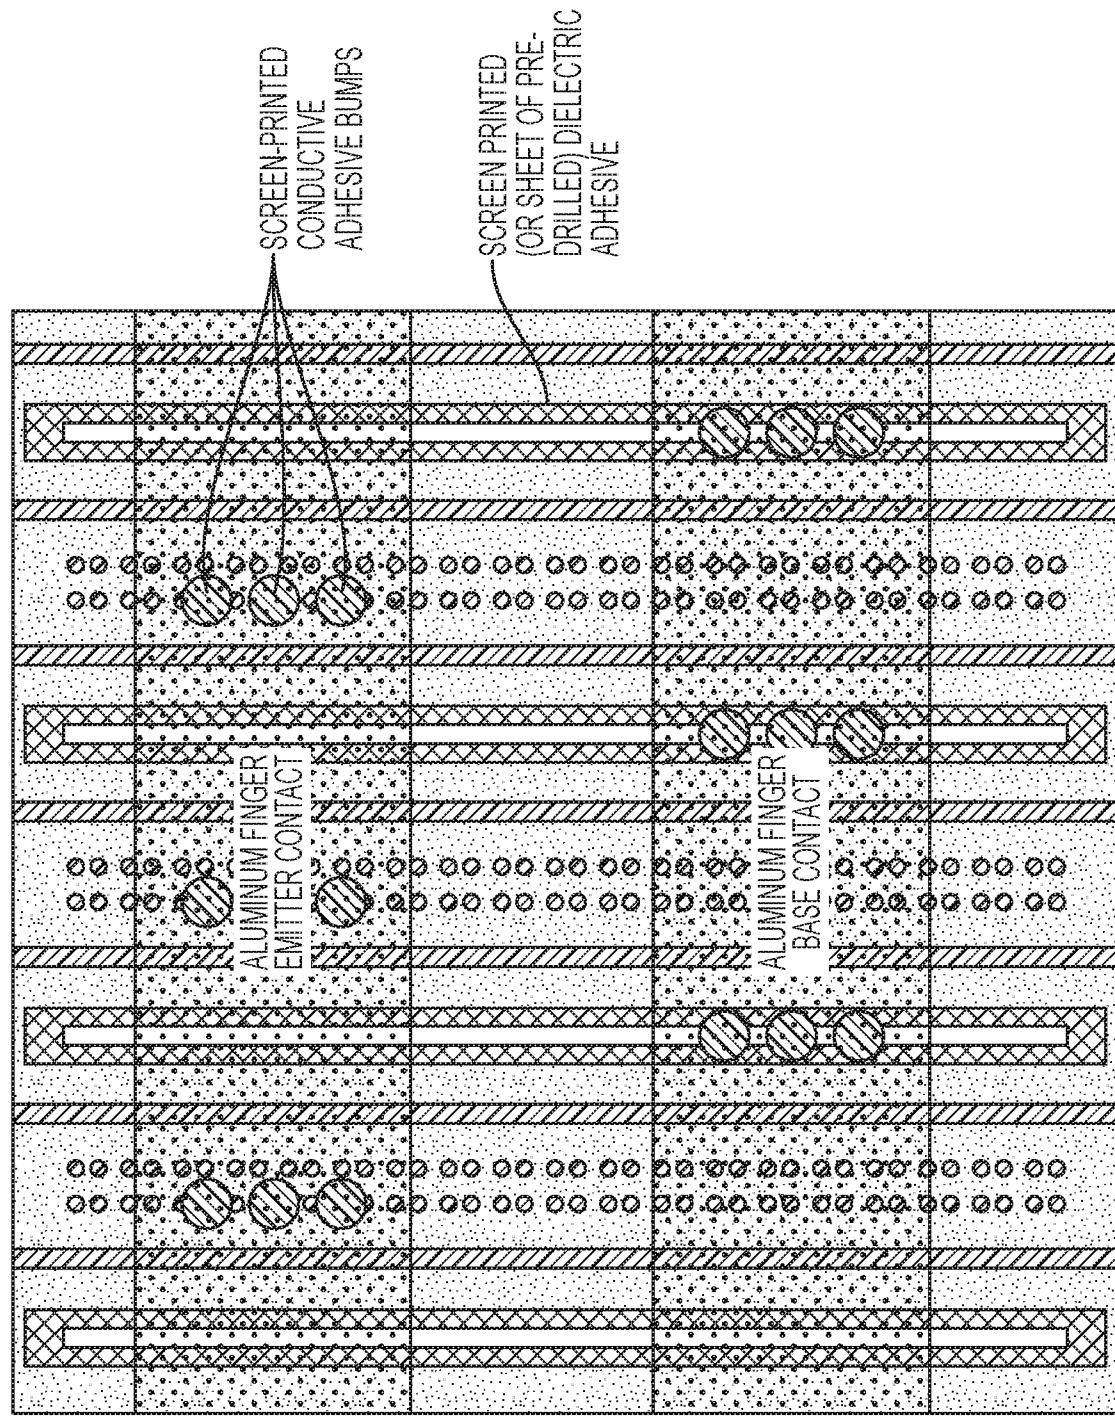 SCREEN-PRINTED
CONDUCTIVE
ADHESIVE BUMPS
SCREEN PRINTED
(OR SHEET OF PRE-
DRILLED) DIELECTRIC
ADHESIVE
ALUMINUM FINGER
EMITTER CONTACT
ALUMINUM FINGER
BASE CONTACT